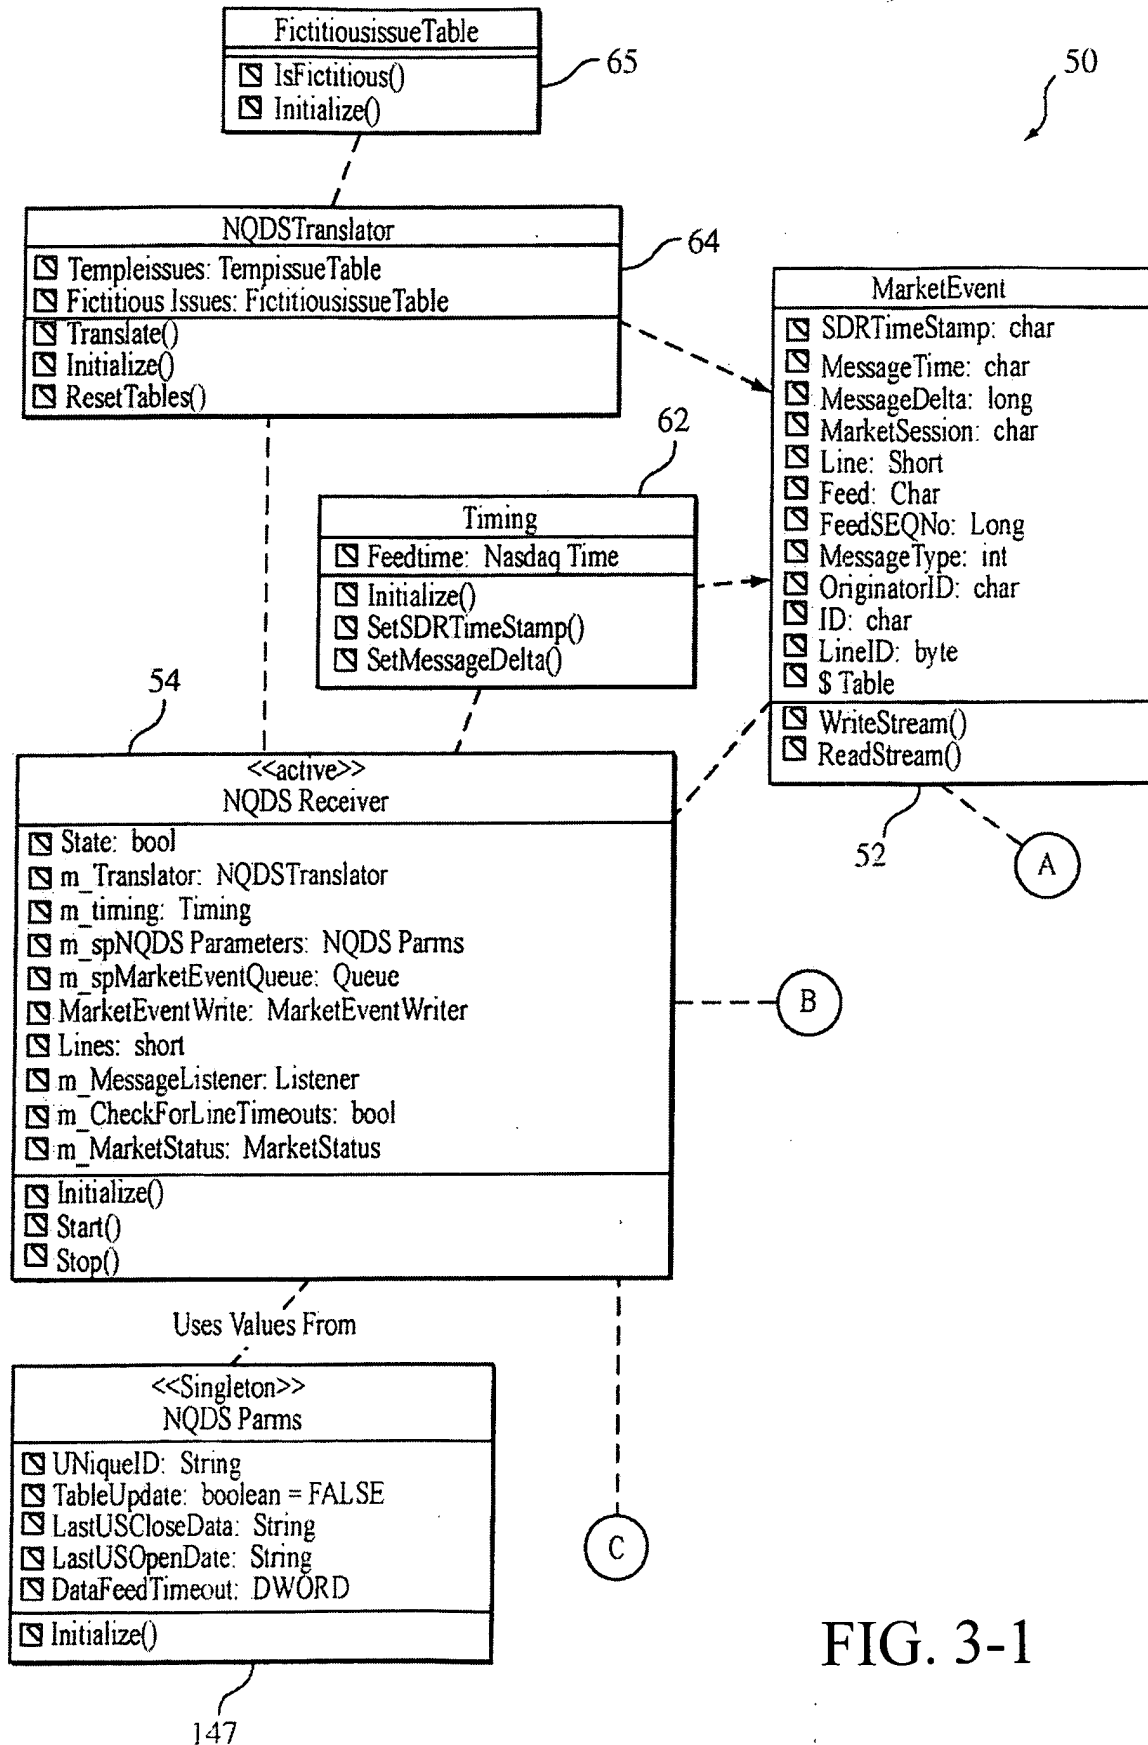 FictitiousissueTable
IsFictitious()
Initialize()
65
50
NQDSTranslator
Templeissues: TempissueTable
Fictitious Issues: FictitiousissueTable
Translate()
Initialize()
ResetTables()
64
MarketEvent
SDRTimeStamp: char
MessageTime: char
MessageDelta: long
MarketSession: char
Line: Short
Feed: Char
FeedSEQNo: Long
MessageType: int
OriginatorID: char
ID: char
LineID: byte
$ Table
WriteStream()
ReadStream()
52
A
62
Timing
Feedtime: Nasdaq Time
Initialize()
SetSDRTimeStamp()
SetMessageDelta()
54
<<active>>
NQDS Receiver
State: bool
m_Translator: NQDSTranslator
m_timing: Timing
m_spNQDS Parameters: NQDS Parms
m_spMarketEventQueue: Queue
MarketEventWrite: MarketEventWriter
Lines: short
m_MessageListener: Listener
m_CheckForLineTimeouts: bool
m_MarketStatus: MarketStatus
Initialize()
Start()
Stop()
B
Uses Values From
<<Singleton>>
NQDS Parms
UNiqueID: String
TableUpdate: boolean = FALSE
LastUSCloseData: String
LastUSOpenDate: String
DataFeedTimeout: DWORD
Initialize()
147
C
FIG. 3-1